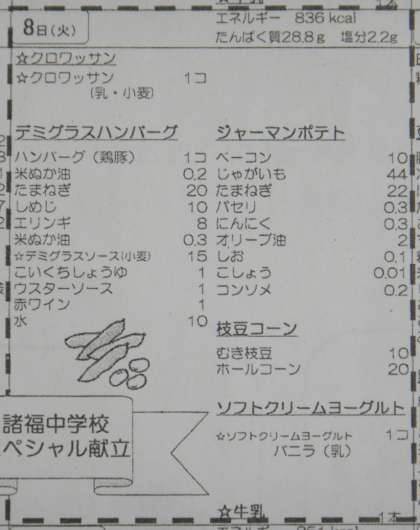 8日(火)
エネルギー 836 kcal
たんぱく質28.8g 塩分2.2g
☆クロワッサン
☆クロワッサン 1コ
(乳・小麦)
デミグラスハンバーグ
ハンバーグ(鶏豚) 1コ
米ぬか油 0.2
たまねぎ 20
しめじ 10
エリンギ 8
米ぬか油 0.3
☆デミグラスソース(小麦) 15
こいくちしょうゆ 1
ウスターソース 1
赤ワイン 1
水 10
諸福中学校
ペシャル献立
ジャーマンポテト
ベーコン 10
じゃがいも 44
たまねぎ 22
パセリ 0.3
にんにく 0.3
オリーブ油 2
しお 0.1
こしょう 0.01
コンソメ 0.2
枝豆コーン
むき枝豆 10
ホールコーン 20
ソフトクリームヨーグルト
☆ソフトクリームヨーグルト 1コ
バニラ(乳)
☆牛乳 1本